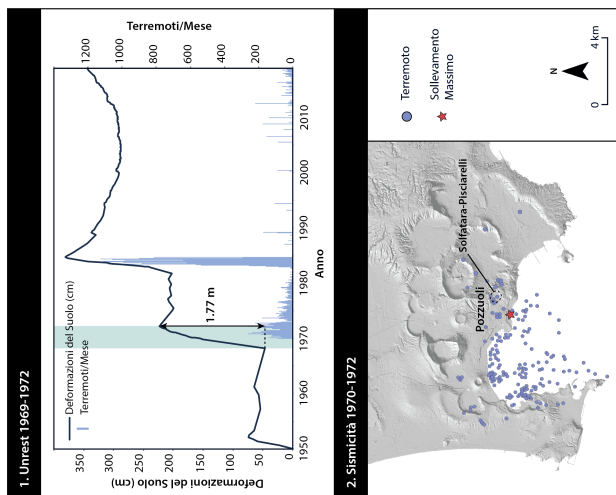 1. Unrest 1969-1972
Terremoti/Mese
0
200
400
600
800
1000
1200
Deformazioni del Suolo (cm)
Terremoti/Mese
1.77 m
Deformazioni del Suolo (cm)
0
50
100
150
200
250
300
350
1950
1960
1970
1980
1990
2000
2010
Anno
2. Sismicità 1970-1972
Pozzuoli
Solfatara-Pisciarelli
Terremoto
Sollevamento
Massimo
N
0
4 km